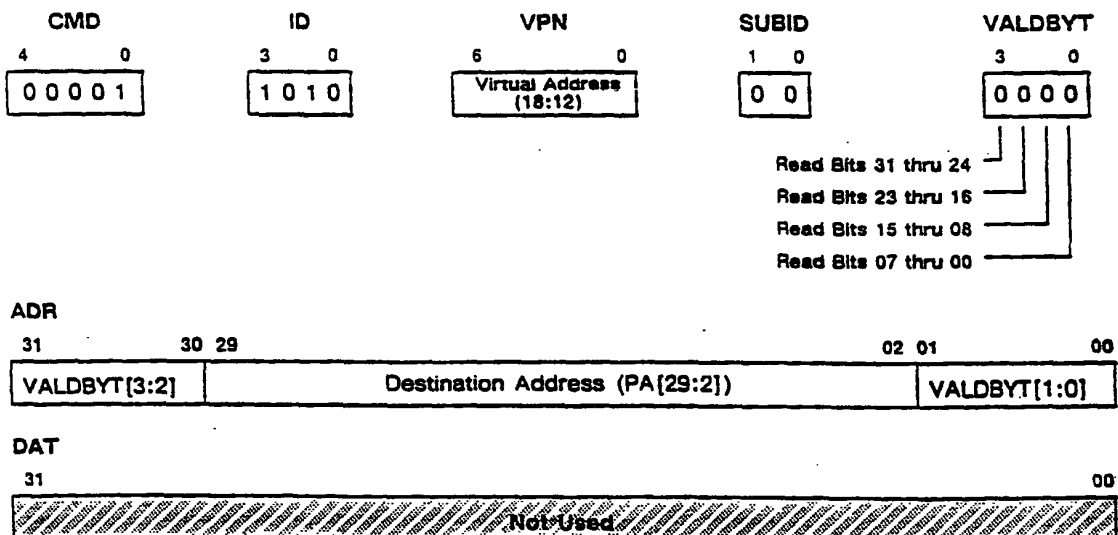 CMD ID VPN SUBID VALDBYT
4 0 3 0 6 0 1 0 3 0
0 0 0 0 1 1 0 1 0 Virtual Address 0 0 0 0 0 0
(18:12)
Read Bits 31 thru 24
Read Bits 23 thru 16
Read Bits 15 thru 08
Read Bits 07 thru 00
ADR
31 30 29 02 01 00
VALDBYT[3:2] Destination Address (PA[29:2]) VALDBYT[1:0]
DAT
31 00
Not Used